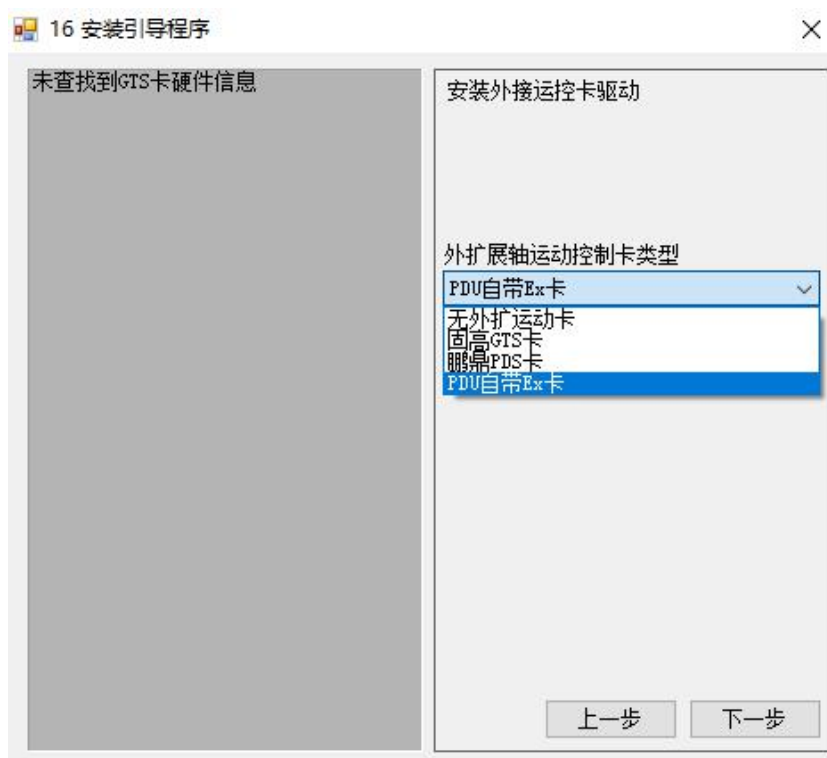 16 安装引导程序
未查找到GTS卡硬件信息
安装外接运控卡驱动
外扩展轴运动控制卡类型
PDU自带Ex卡
无外扩运动卡
固高GTS卡
鹏鼎PDS卡
PDU自带Ex卡
上一步
下一步